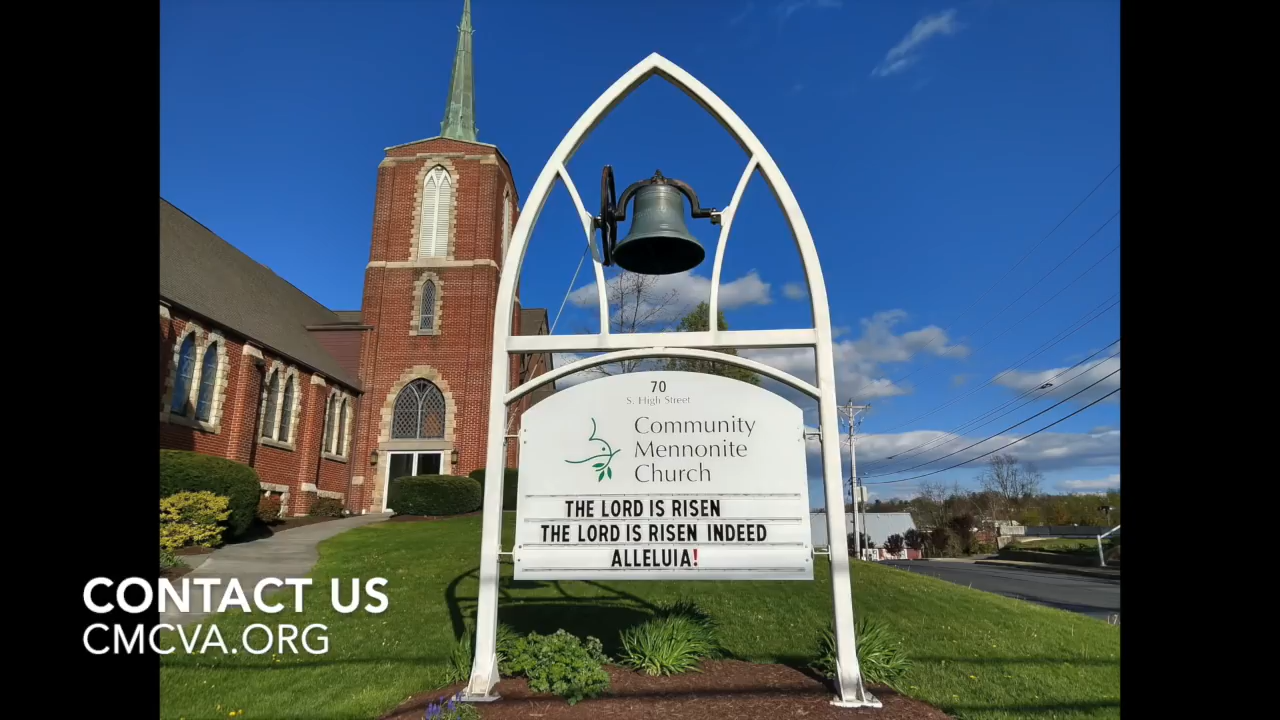 70
S. High Street
Community
Mennonite
Church
THE LORD IS RISEN
THE LORD IS RISEN INDEED
ALLELUIA!
CONTACT US
CMCVA.ORG